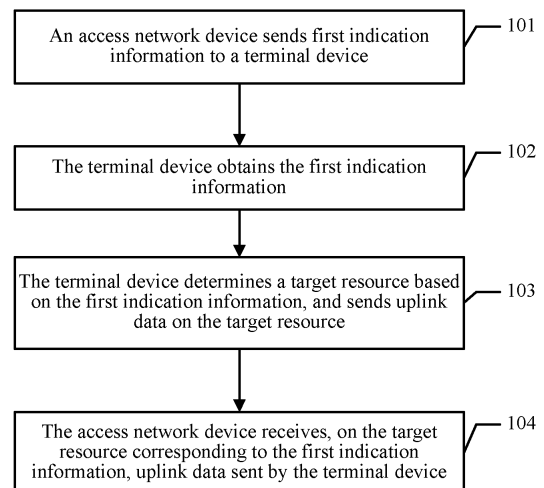 An access network device sends first indication
information to a terminal device
101
The terminal device obtains the first indication
information
102
The terminal device determines a target resource based
on the first indication information, and sends uplink
data on the target resource
103
The access network device receives, on the target
resource corresponding to the first indication
information, uplink data sent by the terminal device
104